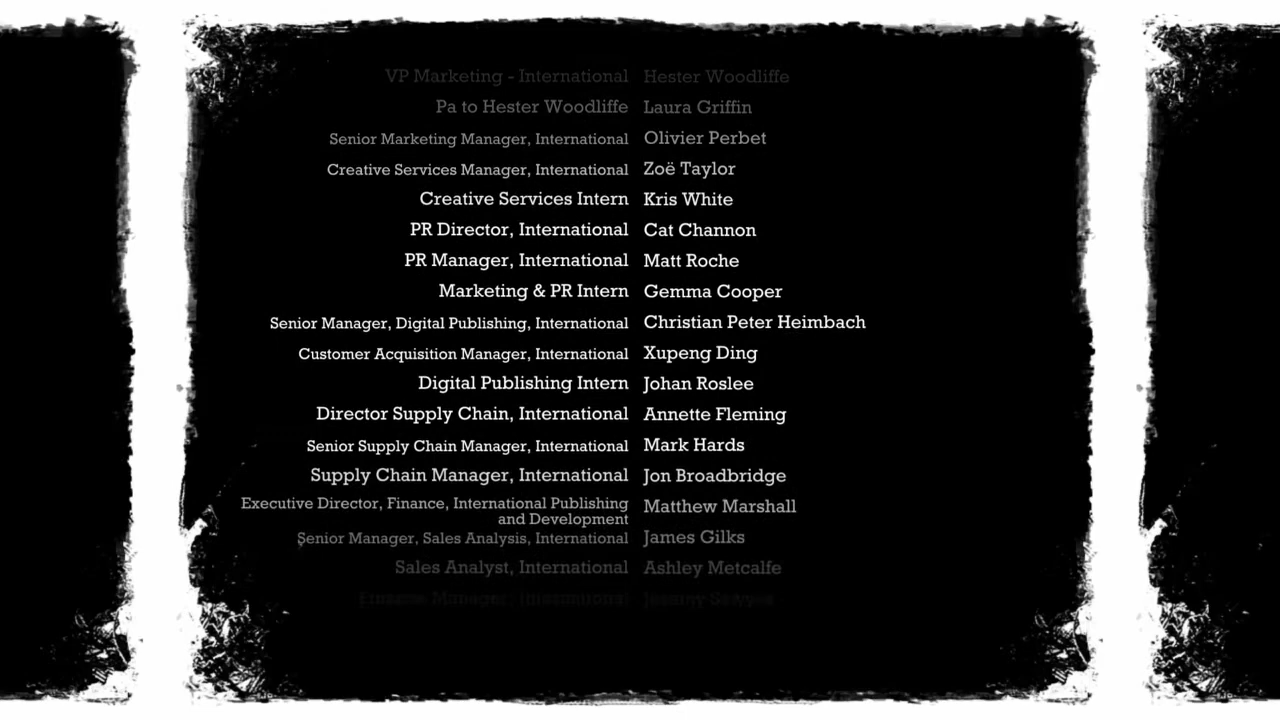 VP Marketing - International Hester Woodliffe
Pa to Hester Woodliffe Laura Griffin
Senior Marketing Manager, International Olivier Perbet
Creative Services Manager, International Zoë Taylor
Creative Services Intern Kris White
PR Director, International Cat Channon
PR Manager, International Matt Roche
Marketing & PR Intern Gemma Cooper
Senior Manager, Digital Publishing, International Christian Peter Heimbach
Customer Acquisition Manager, International Xupeng Ding
Digital Publishing Intern Johan Roslee
Director Supply Chain, International Annette Fleming
Senior Supply Chain Manager, International Mark Hards
Supply Chain Manager, International Jon Broadbridge
Executive Director, Finance, International Publishing
and Development Matthew Marshall
Senior Manager, Sales Analysis, International James Gilks
Sales Analyst, International Ashley Metcalfe
Finance Manager, International